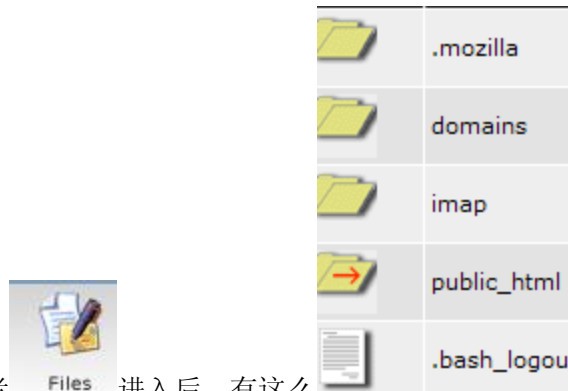 .mozilla
domains
imap
public_html
.bash_logou
Files 进入后，有这么